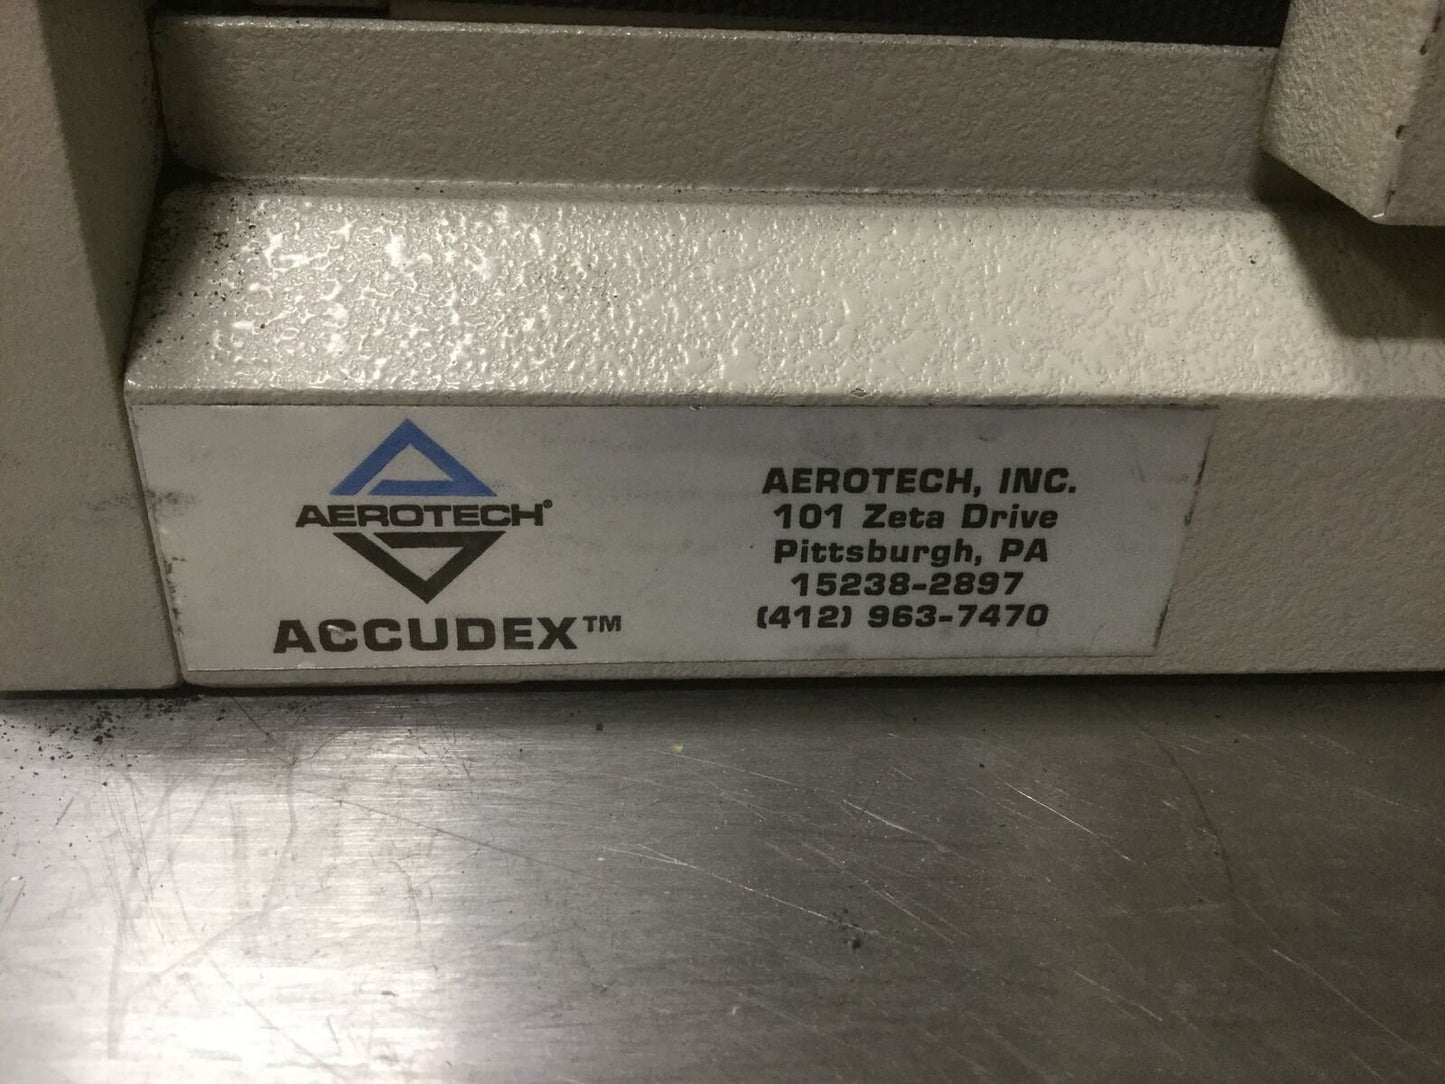 AEROTECH®
ACCUDEX™
AEROTECH, INC.
101 Zeta Drive
Pittsburgh, PA
15238-2897
(412) 963-7470